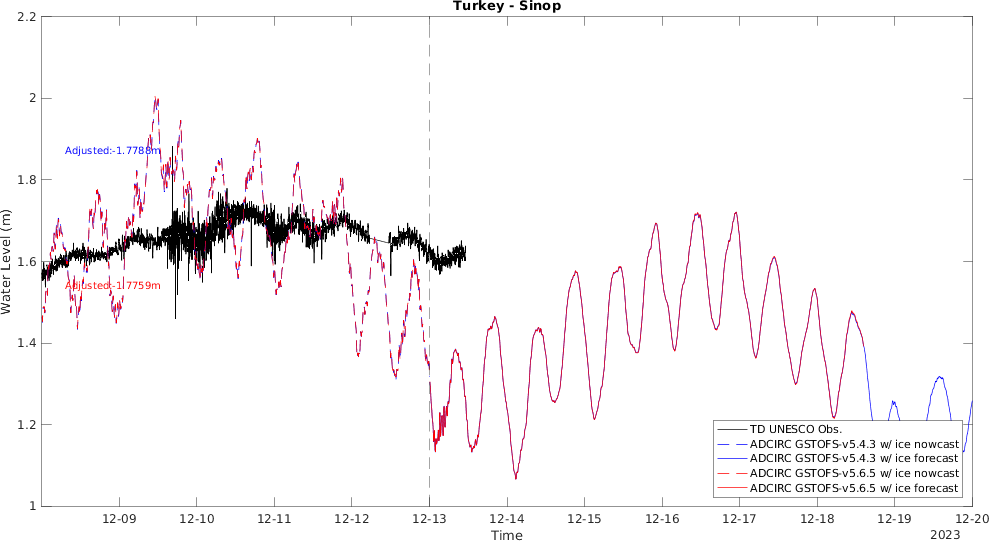 Turkey - Sinop
2.2
2
1.8
1.6
1.4
1.2
1
Water Level (m)
Adjusted:-1.7788m
Adjusted:-1.7759m
TD UNESCO Obs.
ADCIRC GSTOFS-v5.4.3 w/ ice nowcast
ADCIRC GSTOFS-v5.4.3 w/ ice forecast
ADCIRC GSTOFS-v5.6.5 w/ ice nowcast
ADCIRC GSTOFS-v5.6.5 w/ ice forecast
12-09 12-10 12-11 12-12 12-13 12-14 12-15 12-16 12-17 12-18 12-19 12-20
Time
2023